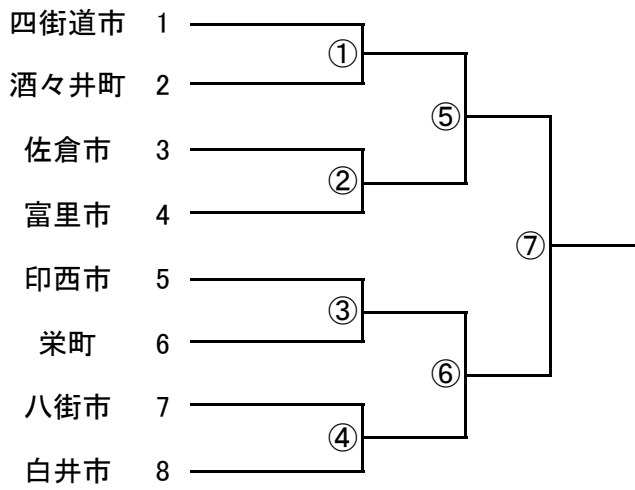 四街道市 1
①
酒々井町 2
⑤
佐倉市 3
②
富里市 4
⑦
印西市 5
③
栄町 6
⑥
八街市 7
④
白井市 8